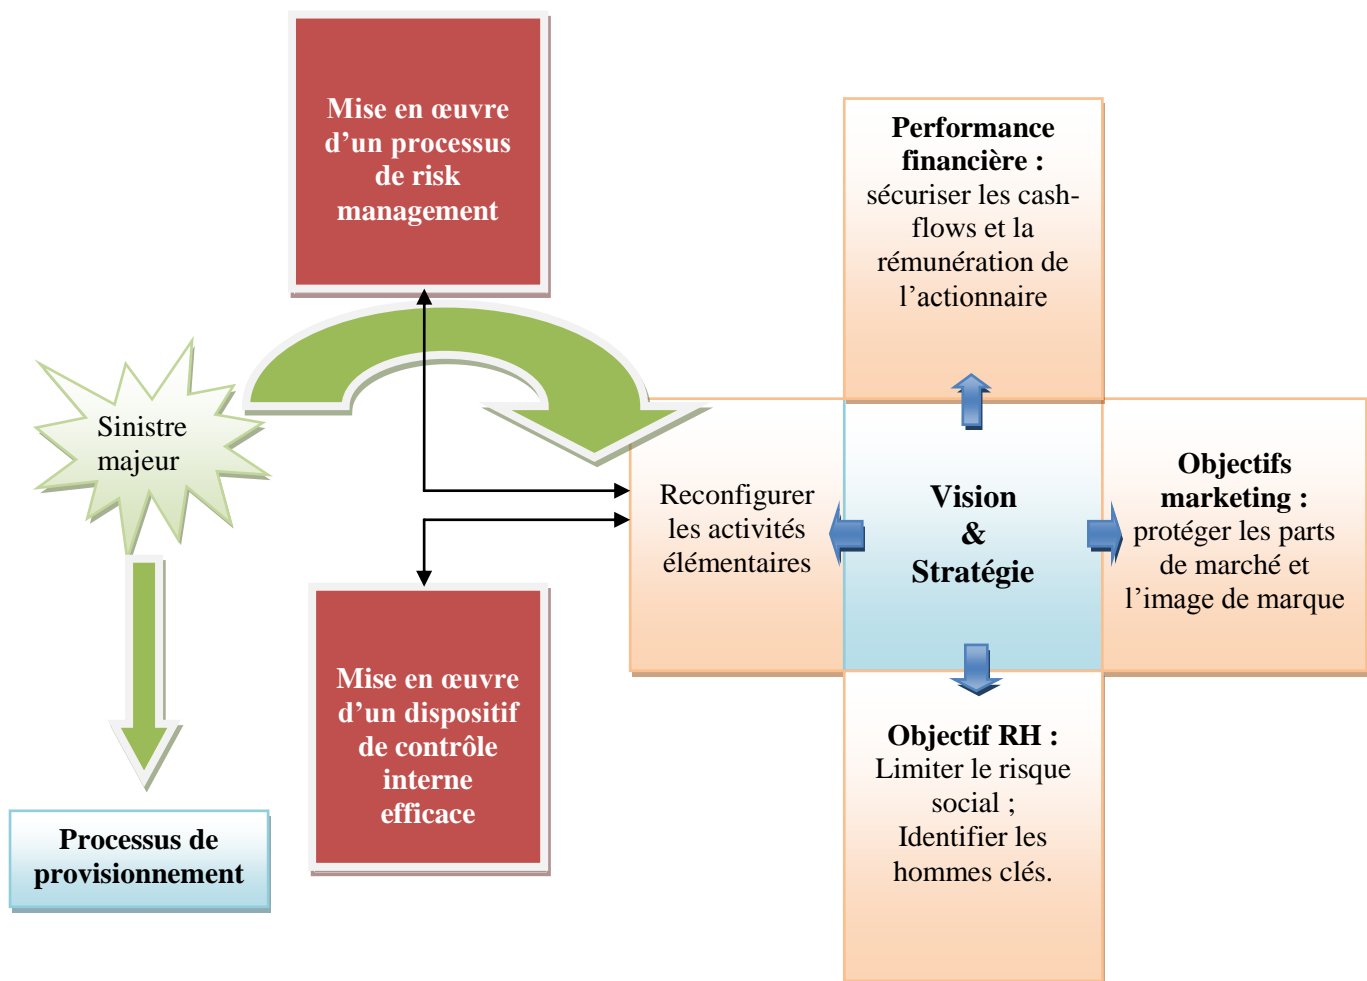 Mise en œuvre
d’un processus
de risk
management
Performance
financière :
sécuriser les cash-
flows et la
rémunération de
l’actionnaire
Sinistre
majeur
Reconfigurer
les activités
élémentaires
Vision
&
Stratégie
Objectifs
marketing :
protéger les parts
de marché et
l’image de marque
Mise en œuvre
d’un dispositif
de contrôle
interne
efficace
Objectif RH :
Limiter le risque
social ;
Identifier les
hommes clés.
Processus de
provisionnement